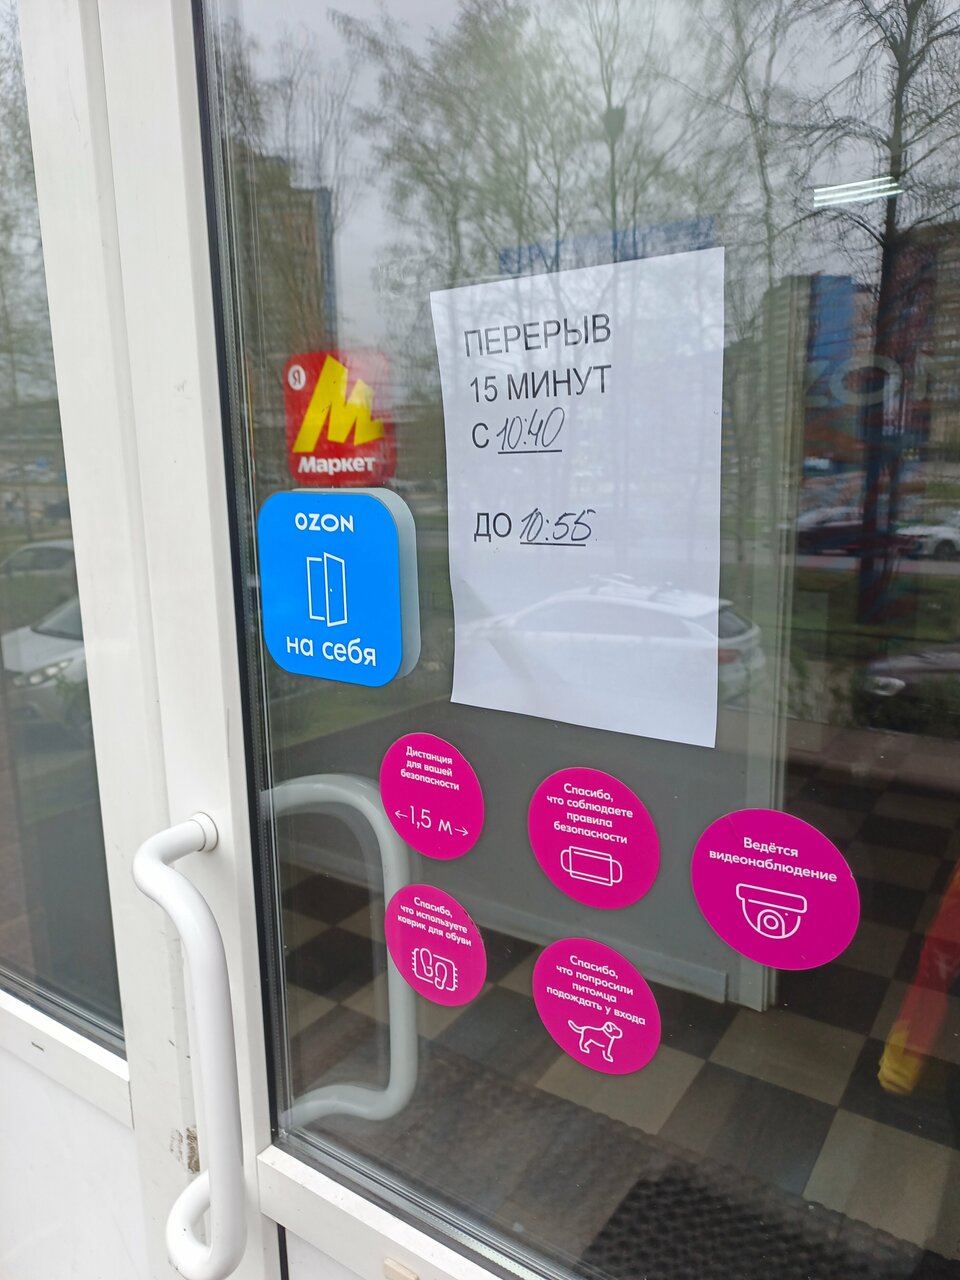 ПЕРЕРЫВ
15 МИНУТ
С 10:40
ДО 10:55
Я
Маркет
OZON
на себя
Дистанция
для вашей
безопасности
←1,5 м→
Спасибо,
что соблюдаете
правила
безопасности
Ведётся
видеонаблюдение
Спасибо,
что используете
коврик для обуви
Спасибо,
что попросили
питомца
подождать у входа